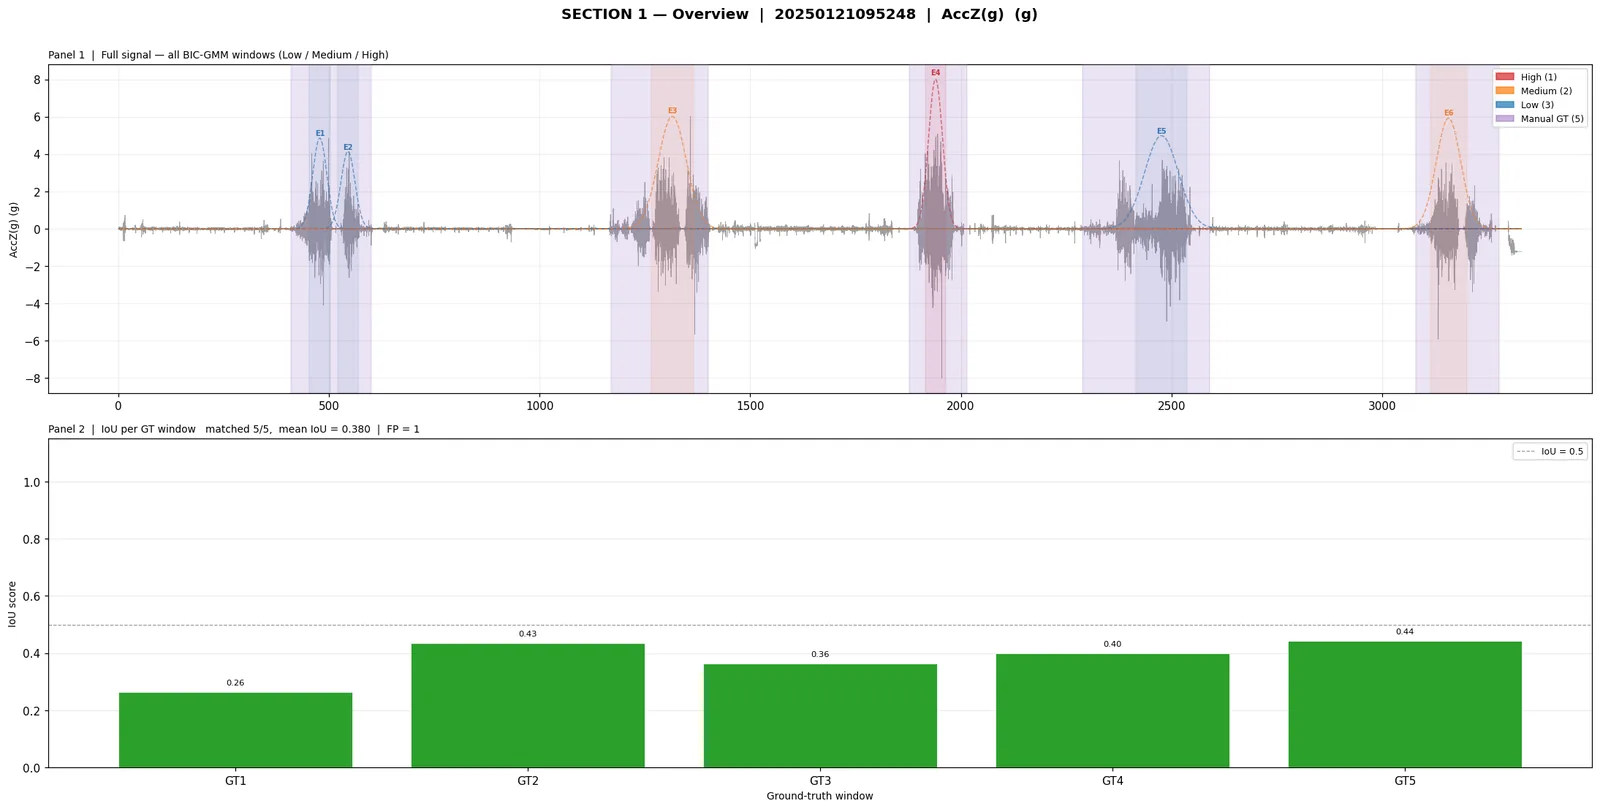 SECTION 1 — Overview | 20250121095248 | AccZ(g) (g)
Panel 1 | Full signal — all BIC-GMM windows (Low / Medium / High)
AccZ(g) (g)
8
6
4
2
0
−2
−4
−6
−8
E1
E2
E3
E4
E5
E6
High (1)
Medium (2)
Low (3)
Manual GT (5)
0
500
1000
1500
2000
2500
3000
Panel 2 | IoU per GT window matched 5/5, mean IoU = 0.380 | FP = 1
IoU = 0.5
IoU score
1.0
0.8
0.6
0.4
0.2
0.0
0.26
0.43
0.36
0.40
0.44
GT1
GT2
GT3
GT4
GT5
Ground-truth window